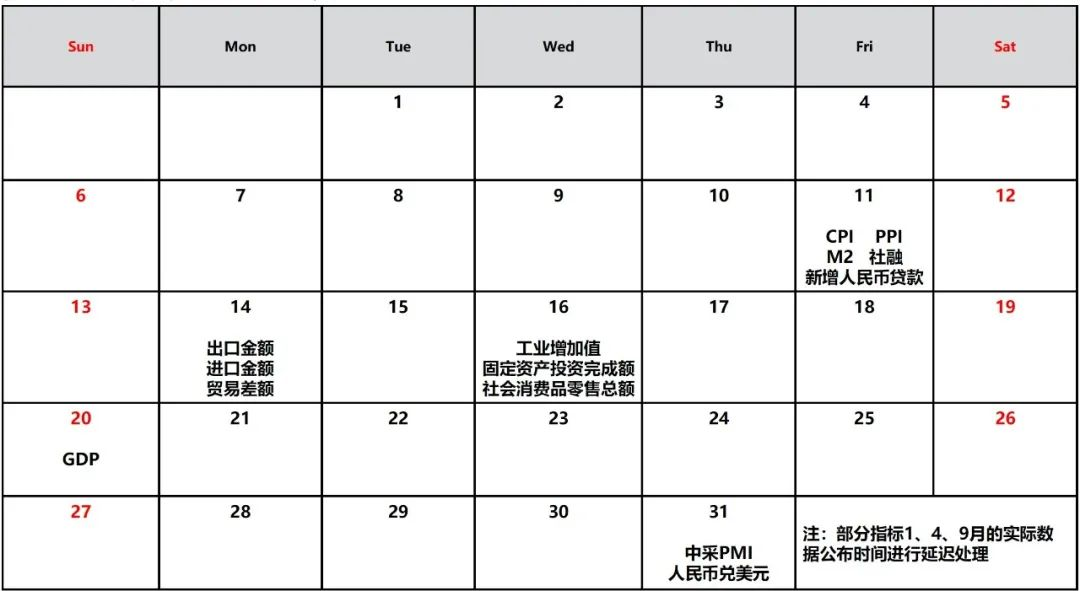 Sun Mon Tue Wed Thu Fri Sat
1 2 3 4 5
6 7 8 9 10 11 12
CPI PPI
M2 社融
新增人民币贷款
13 14 15 16 17 18 19
出口金额
进口金额
贸易差额
工业增加值
固定资产投资完成额
社会消费品零售总额
20 21 22 23 24 25 26
GDP
27 28 29 30 31
中采PMI
人民币兑美元
注：部分指标1、4、9月的实际数
据公布时间进行延迟处理